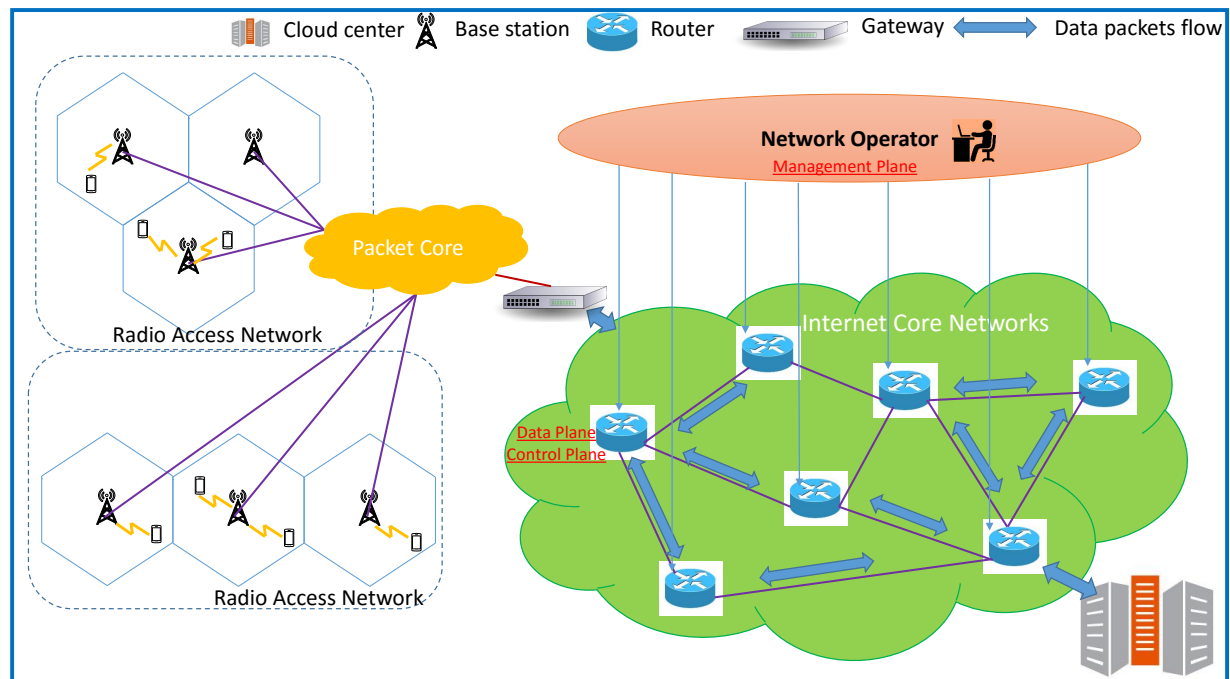 Cloud center
Base station
Router
Gateway
Data packets flow
Network Operator
Management Plane
Packet Core
Radio Access Network
Internet Core Networks
Data Plane
Control Plane
Radio Access Network